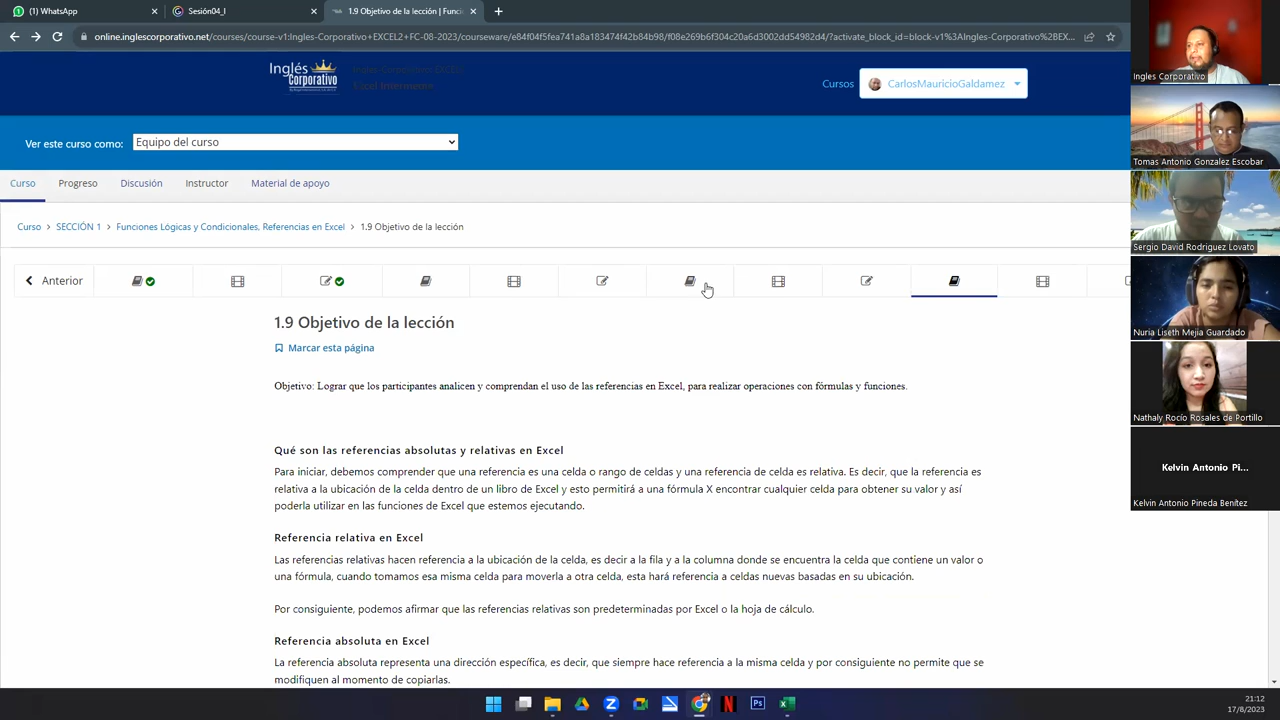 (1) WhatsApp
Sesión04_I
1.9 Objetivo de la lección | Funci
online.inglescorporativo.net/courses/course-v1:Ingles-Corporativo+EXCEL2+FC-08-2023/courseware/e84f04f5fea741a8a183474f42b84b98/f08e269b6f304c20a6d3002dd54982d4/?activate_block_id=block-v1%3AIngles-Corporativo%2BEX...
Inglés
Corporativo
Excel Intermedio
Cursos
CarlosMauricioGaldamez
Ver este curso como:
Equipo del curso
Curso
Progreso
Discusión
Instructor
Material de apoyo
Curso > SECCIÓN 1 > Funciones Lógicas y Condicionales. Referencias en Excel > 1.9 Objetivo de la lección
Anterior
1.9 Objetivo de la lección
Marcar esta página
Objetivo: Lograr que los participantes analicen y comprendan el uso de las referencias en Excel, para realizar operaciones con fórmulas y funciones.
Qué son las referencias absolutas y relativas en Excel
Para iniciar, debemos comprender que una referencia es una celda o rango de celdas y una referencia de celda es relativa. Es decir, que la referencia es
relativa a la ubicación de la celda dentro de un libro de Excel y esto permitirá a una fórmula X encontrar cualquier celda para obtener su valor y así
poderla utilizar en las funciones de Excel que estemos ejecutando.
Referencia relativa en Excel
Las referencias relativas hacen referencia a la ubicación de la celda, es decir a la fila y a la columna donde se encuentra la celda que contiene un valor o
una fórmula, cuando tomamos esa misma celda para moverla a otra celda, esta hará referencia a celdas nuevas basadas en su ubicación.
Por consiguiente, podemos afirmar que las referencias relativas son predeterminadas por Excel o la hoja de cálculo.
Referencia absoluta en Excel
La referencia absoluta representa una dirección específica, es decir, que siempre hace referencia a la misma celda y por consiguiente no permite que se
modifiquen al momento de copiarlas.
Ingles Corporativo
Tomas Antonio Gonzalez Escobar
Sergio David Rodriguez Lovato
Nuria Liseth Mejia Guardado
Nathaly Rocío Rosales de Portillo
Kelvin Antonio Pi...
Kelvin Antonio Pineda Benítez
21:12
17/8/2023